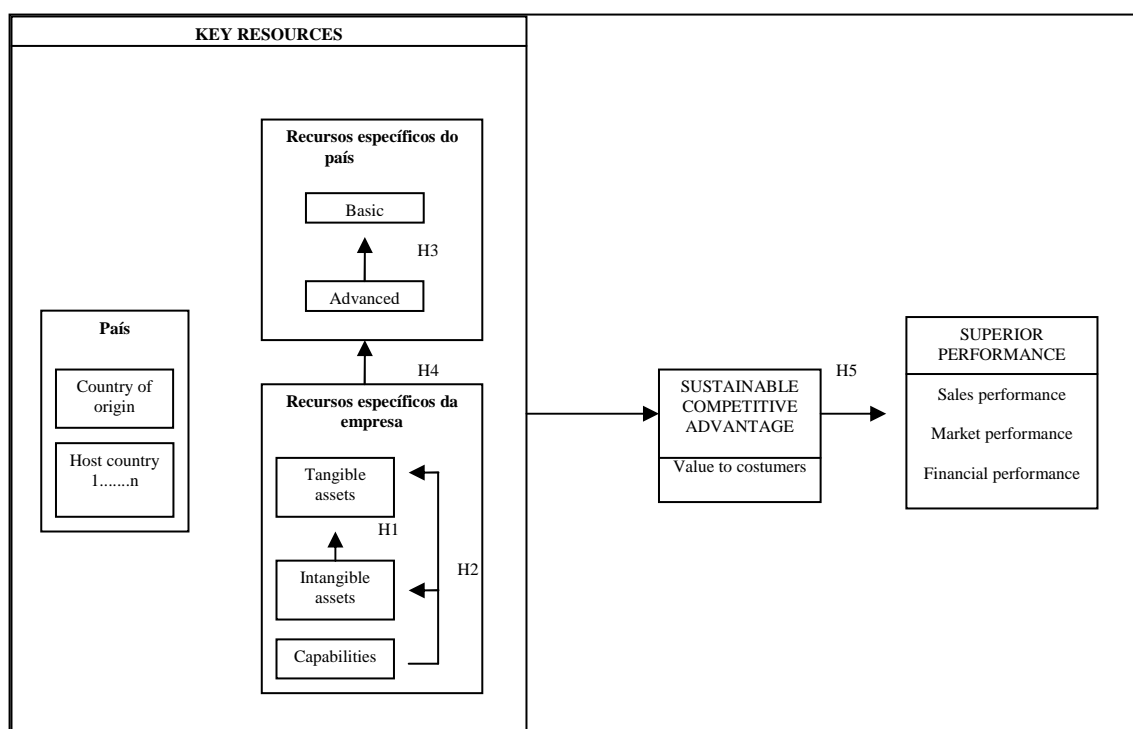 KEY RESOURCES
Recursos específicos do
país
Basic
H3
Advanced
País
Country of
origin
Host country
1.......n
H4
Recursos específicos da
empresa
Tangible
assets
H1
Intangible
assets
H2
Capabilities
SUSTAINABLE
COMPETITIVE
ADVANTAGE
Value to costumers
H5
SUPERIOR
PERFORMANCE
Sales performance
Market performance
Financial performance